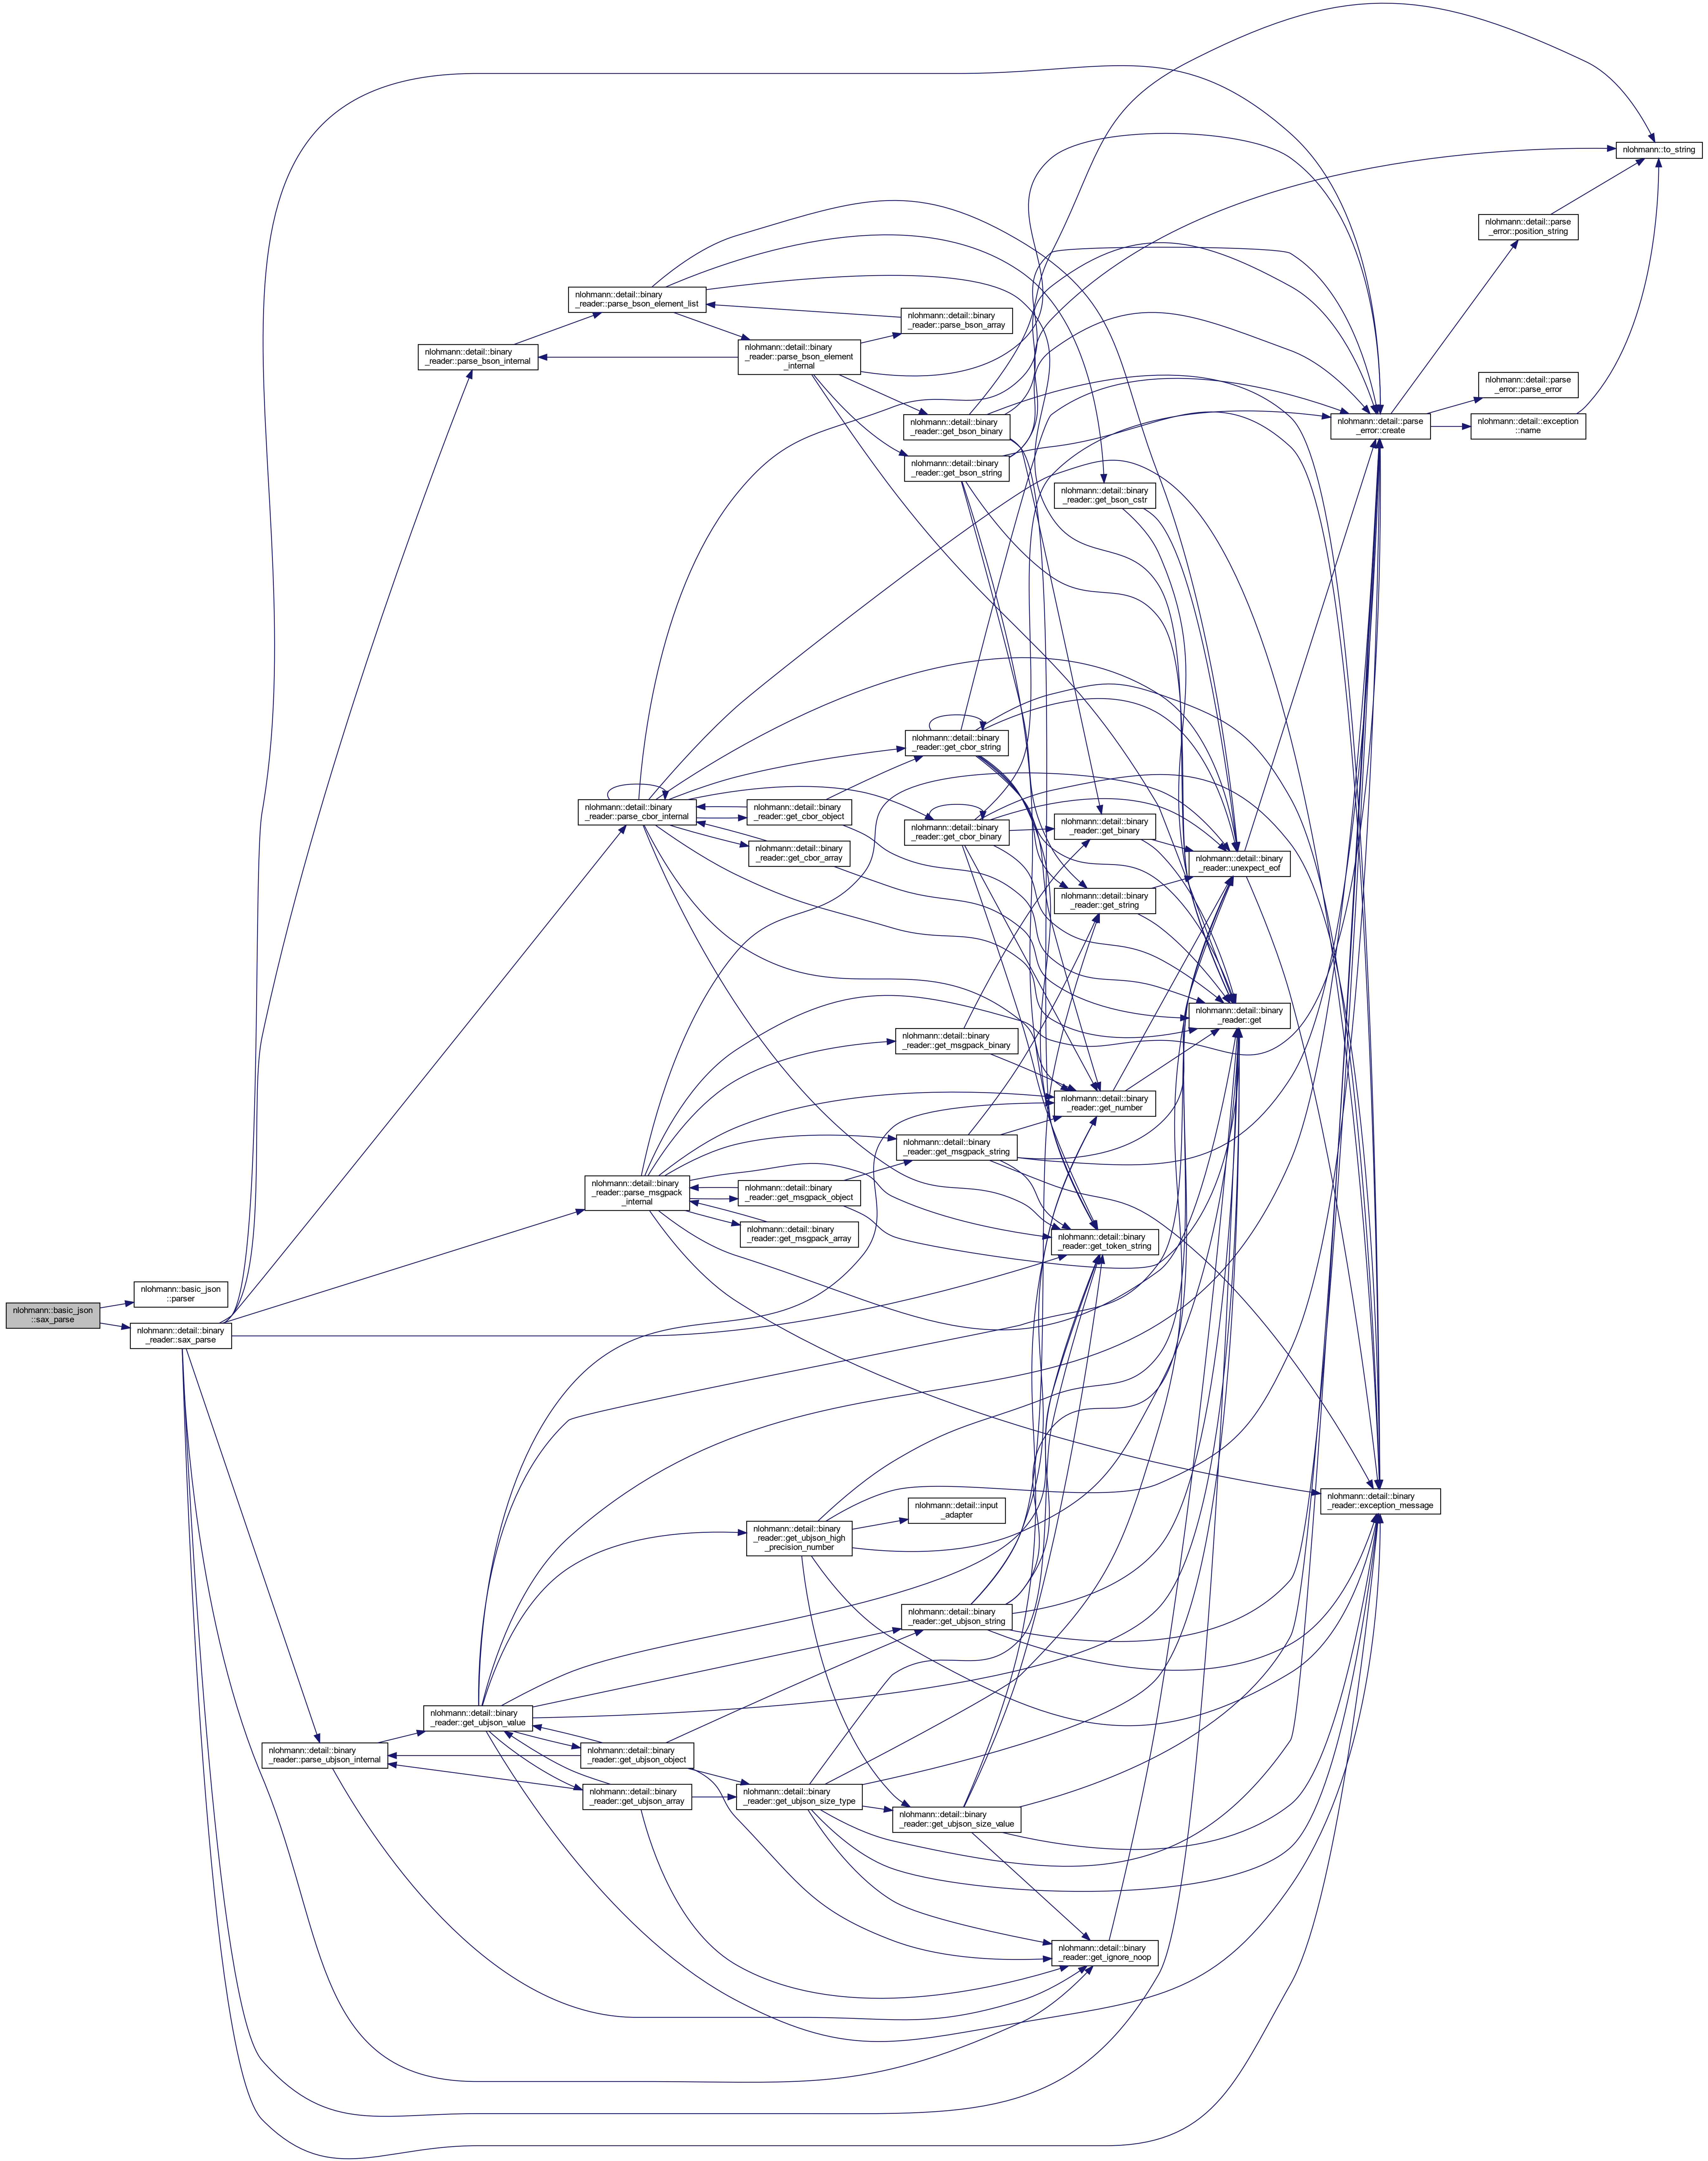 nlohmann::to_string
nlohmann::detail::parse
_error::position_string
nlohmann::detail::binary
_reader::parse_bson_element_list
nlohmann::detail::binary
_reader::parse_bson_array
nlohmann::detail::binary
_reader::parse_bson_internal
nlohmann::detail::binary
_reader::parse_bson_element
_internal
nlohmann::detail::parse
_error::parse_error
nlohmann::detail::binary
_reader::get_bson_binary
nlohmann::detail::parse
_error::create
nlohmann::detail::exception
::name
nlohmann::detail::binary
_reader::get_bson_string
nlohmann::detail::binary
_reader::get_bson_cstr
nlohmann::detail::binary
_reader::get_cbor_string
nlohmann::detail::binary
_reader::parse_cbor_internal
nlohmann::detail::binary
_reader::get_cbor_object
nlohmann::detail::binary
_reader::get_cbor_binary
nlohmann::detail::binary
_reader::get_binary
nlohmann::detail::binary
_reader::get_cbor_array
nlohmann::detail::binary
_reader::unexpect_eof
nlohmann::detail::binary
_reader::get_string
nlohmann::detail::binary
_reader::get
nlohmann::detail::binary
_reader::get_msgpack_binary
nlohmann::detail::binary
_reader::get_number
nlohmann::detail::binary
_reader::get_msgpack_string
nlohmann::detail::binary
_reader::parse_msgpack
_internal
nlohmann::detail::binary
_reader::get_msgpack_object
nlohmann::detail::binary
_reader::get_msgpack_array
nlohmann::detail::binary
_reader::get_token_string
nlohmann::basic_json
::parser
nlohmann::basic_json
::sax_parse
nlohmann::detail::binary
_reader::sax_parse
nlohmann::detail::binary
_reader::exception_message
nlohmann::detail::input
_adapter
nlohmann::detail::binary
_reader::get_ubjson_high
_precision_number
nlohmann::detail::binary
_reader::get_ubjson_string
nlohmann::detail::binary
_reader::get_ubjson_value
nlohmann::detail::binary
_reader::parse_ubjson_internal
nlohmann::detail::binary
_reader::get_ubjson_object
nlohmann::detail::binary
_reader::get_ubjson_array
nlohmann::detail::binary
_reader::get_ubjson_size_type
nlohmann::detail::binary
_reader::get_ubjson_size_value
nlohmann::detail::binary
_reader::get_ignore_noop